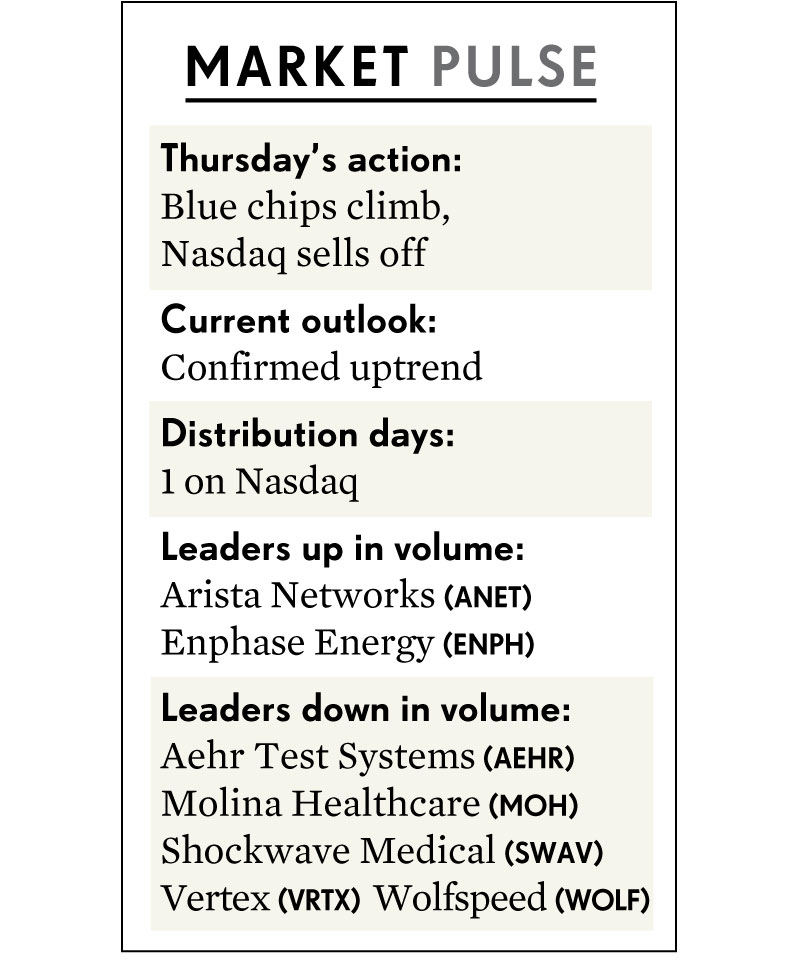 MARKET PULSE
Thursday’s action:
Blue chips climb,
Nasdaq sells off
Current outlook:
Confirmed uptrend
Distribution days:
1 on Nasdaq
Leaders up in volume:
Arista Networks (ANET)
Enphase Energy (ENPH)
Leaders down in volume:
Aehr Test Systems (AEHR)
Molina Healthcare (MOH)
Shockwave Medical (SWAV)
Vertex (VRTX) Wolfspeed (WOLF)